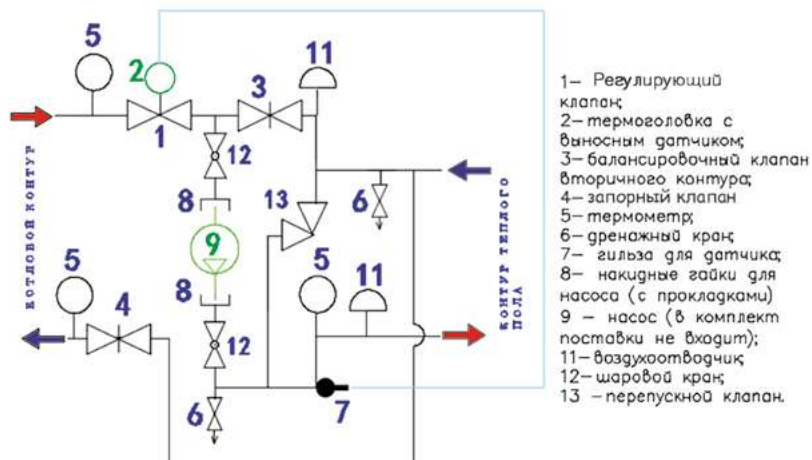 5
2
11
3
1
12
8
13
6
9
5
11
5
4
8
12
7
6
КОТЛОВОЙ КОНТУР
КОНТУР ТЕПЛОГО
ПОЛА
1— Регулирующий
клапан;
2—термоголовка с
выносным датчиком;
3—балансировочный клапан
вторичного контура;
4—запорный клапан
5—термометр;
6—дренажный кран;
7— гильза для датчика;
8— накидные гайки для
насоса (с прокладками)
9 — насос (в комплект
поставки не входит);
11—воздухоотводчик;
12—шаровой кран;
13 —перепускной клапан.